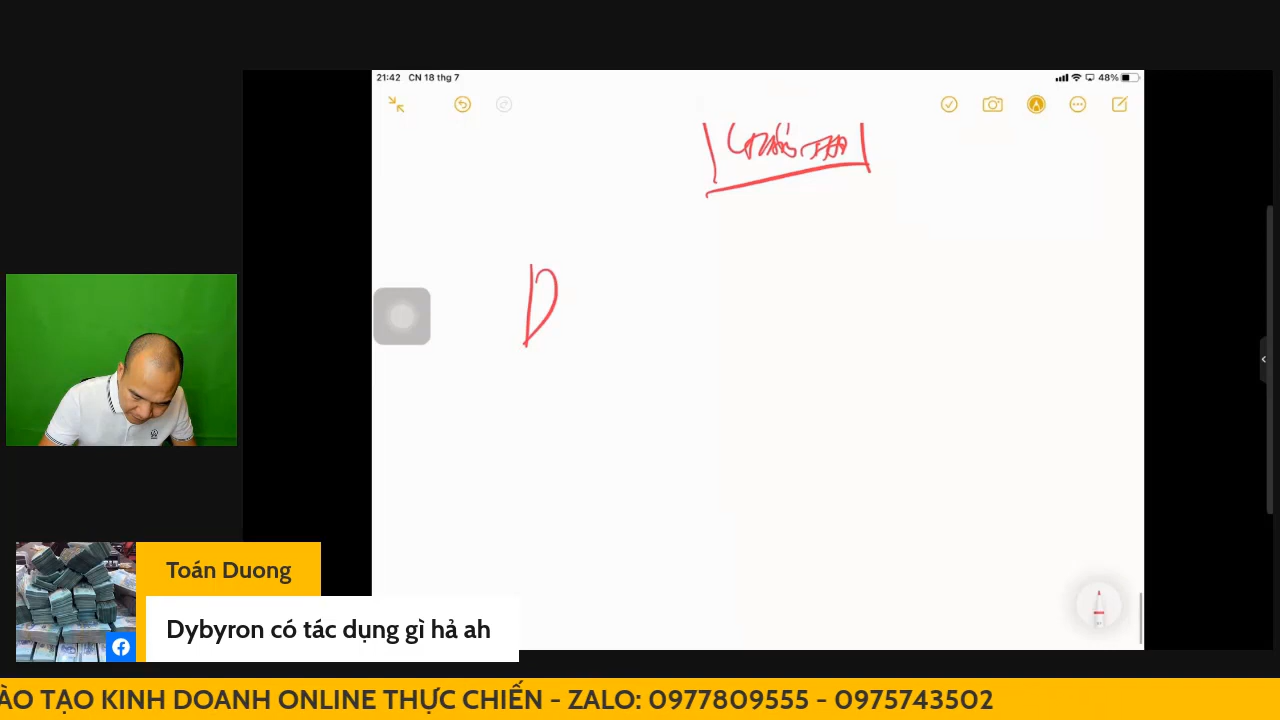 21:42 CN 18 thg 7
48%
D
Toán Duong
Dybyron có tác dụng gì hả ah
ÀO TẠO KINH DOANH ONLINE THỰC CHIẾN - ZALO: 0977809555 - 0975743502